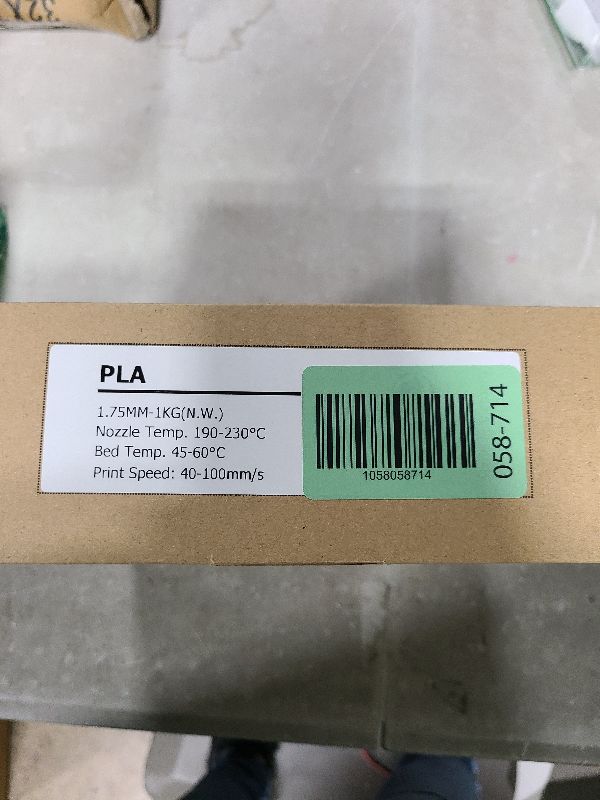 32X
PLA
1.75MM-1KG(N.W.)
Nozzle Temp. 190-230°C
Bed Temp. 45-60°C
Print Speed: 40-100mm/s
1058058714
058-714